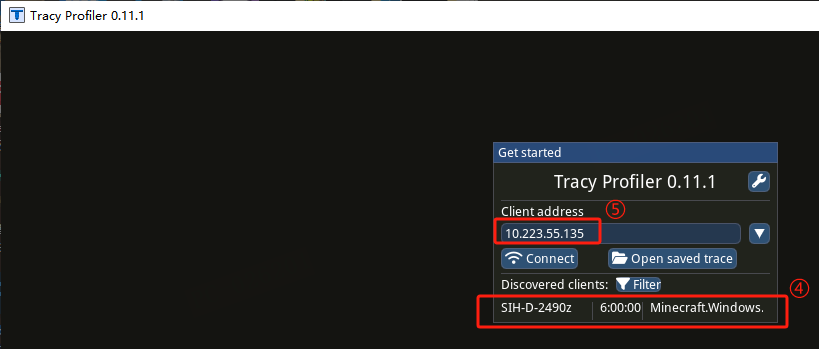 Tracy Profiler 0.11.1
Get started
Tracy Profiler 0.11.1
Client address
⑤
10.223.55.135
Connect Open saved trace
Discovered clients: Filter
④
SIH-D-2490z 6:00:00 Minecraft.Windows.